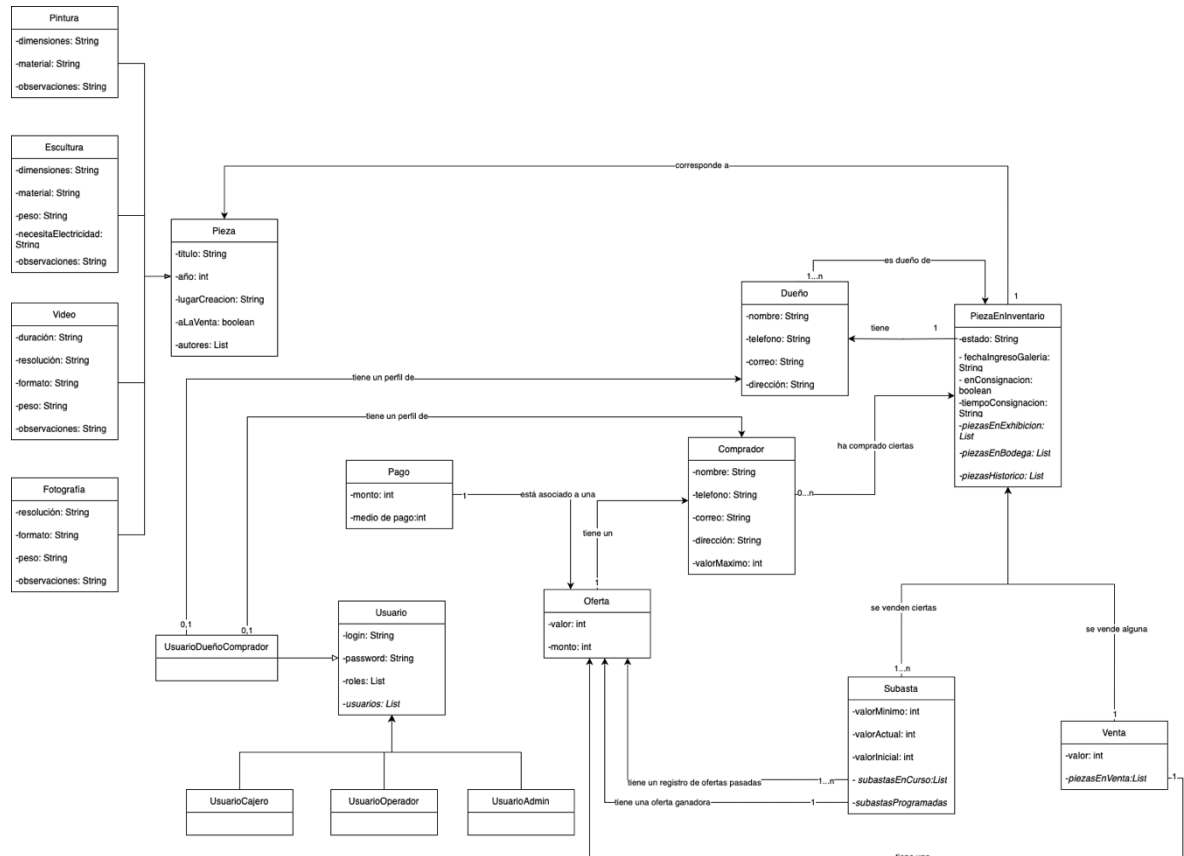 Pintura
-dimensiones: String
-material: String
-observaciones: String
Escultura
-dimensiones: String
-material: String
-peso: String
-necesitaElectricidad:
String
-observaciones: String
Video
-duración: String
-resolución: String
-formato: String
-peso: String
-observaciones: String
Fotografía
-resolución: String
-formato: String
-peso: String
-observaciones: String
Pieza
-titulo: String
-año: int
-lugarCreacion: String
-aLaVenta: boolean
-autores: List
corresponde a
1
es dueño de
1...n
Dueño
-nombre: String
-telefono: String
-correo: String
-dirección: String
tiene
1
PiezaEnInventario
-estado: String
- fechaIngresoGaleria:
String
- enConsignacion:
boolean
-tiempoConsignacion:
String
-piezasEnExhibicion:
List
-piezasEnBodega: List
-piezasHistorico: List
tiene un perfil de
tiene un perfil de
ha comprado ciertas
0...n
Comprador
-nombre: String
-telefono: String
-correo: String
-dirección: String
-valorMaximo: int
Pago
-monto: int
-medio de pago:int
1
está asociado a una
tiene un
1
Oferta
-valor: int
-monto: int
Usuario
-login: String
-password: String
-roles: List
-usuarios: List
0,1
0,1
UsuarioDueñoComprador
UsuarioCajero
UsuarioOperador
UsuarioAdmin
se venden ciertas
1...n
Subasta
-valorMinimo: int
-valorActual: int
-valorInicial: int
- subastasEnCurso:List
-subastasProgramadas
tiene un registro de ofertas pasadas
1...n
tiene una oferta ganadora
1
se vende alguna
1
Venta
-valor: int
-piezasEnVenta:List
1